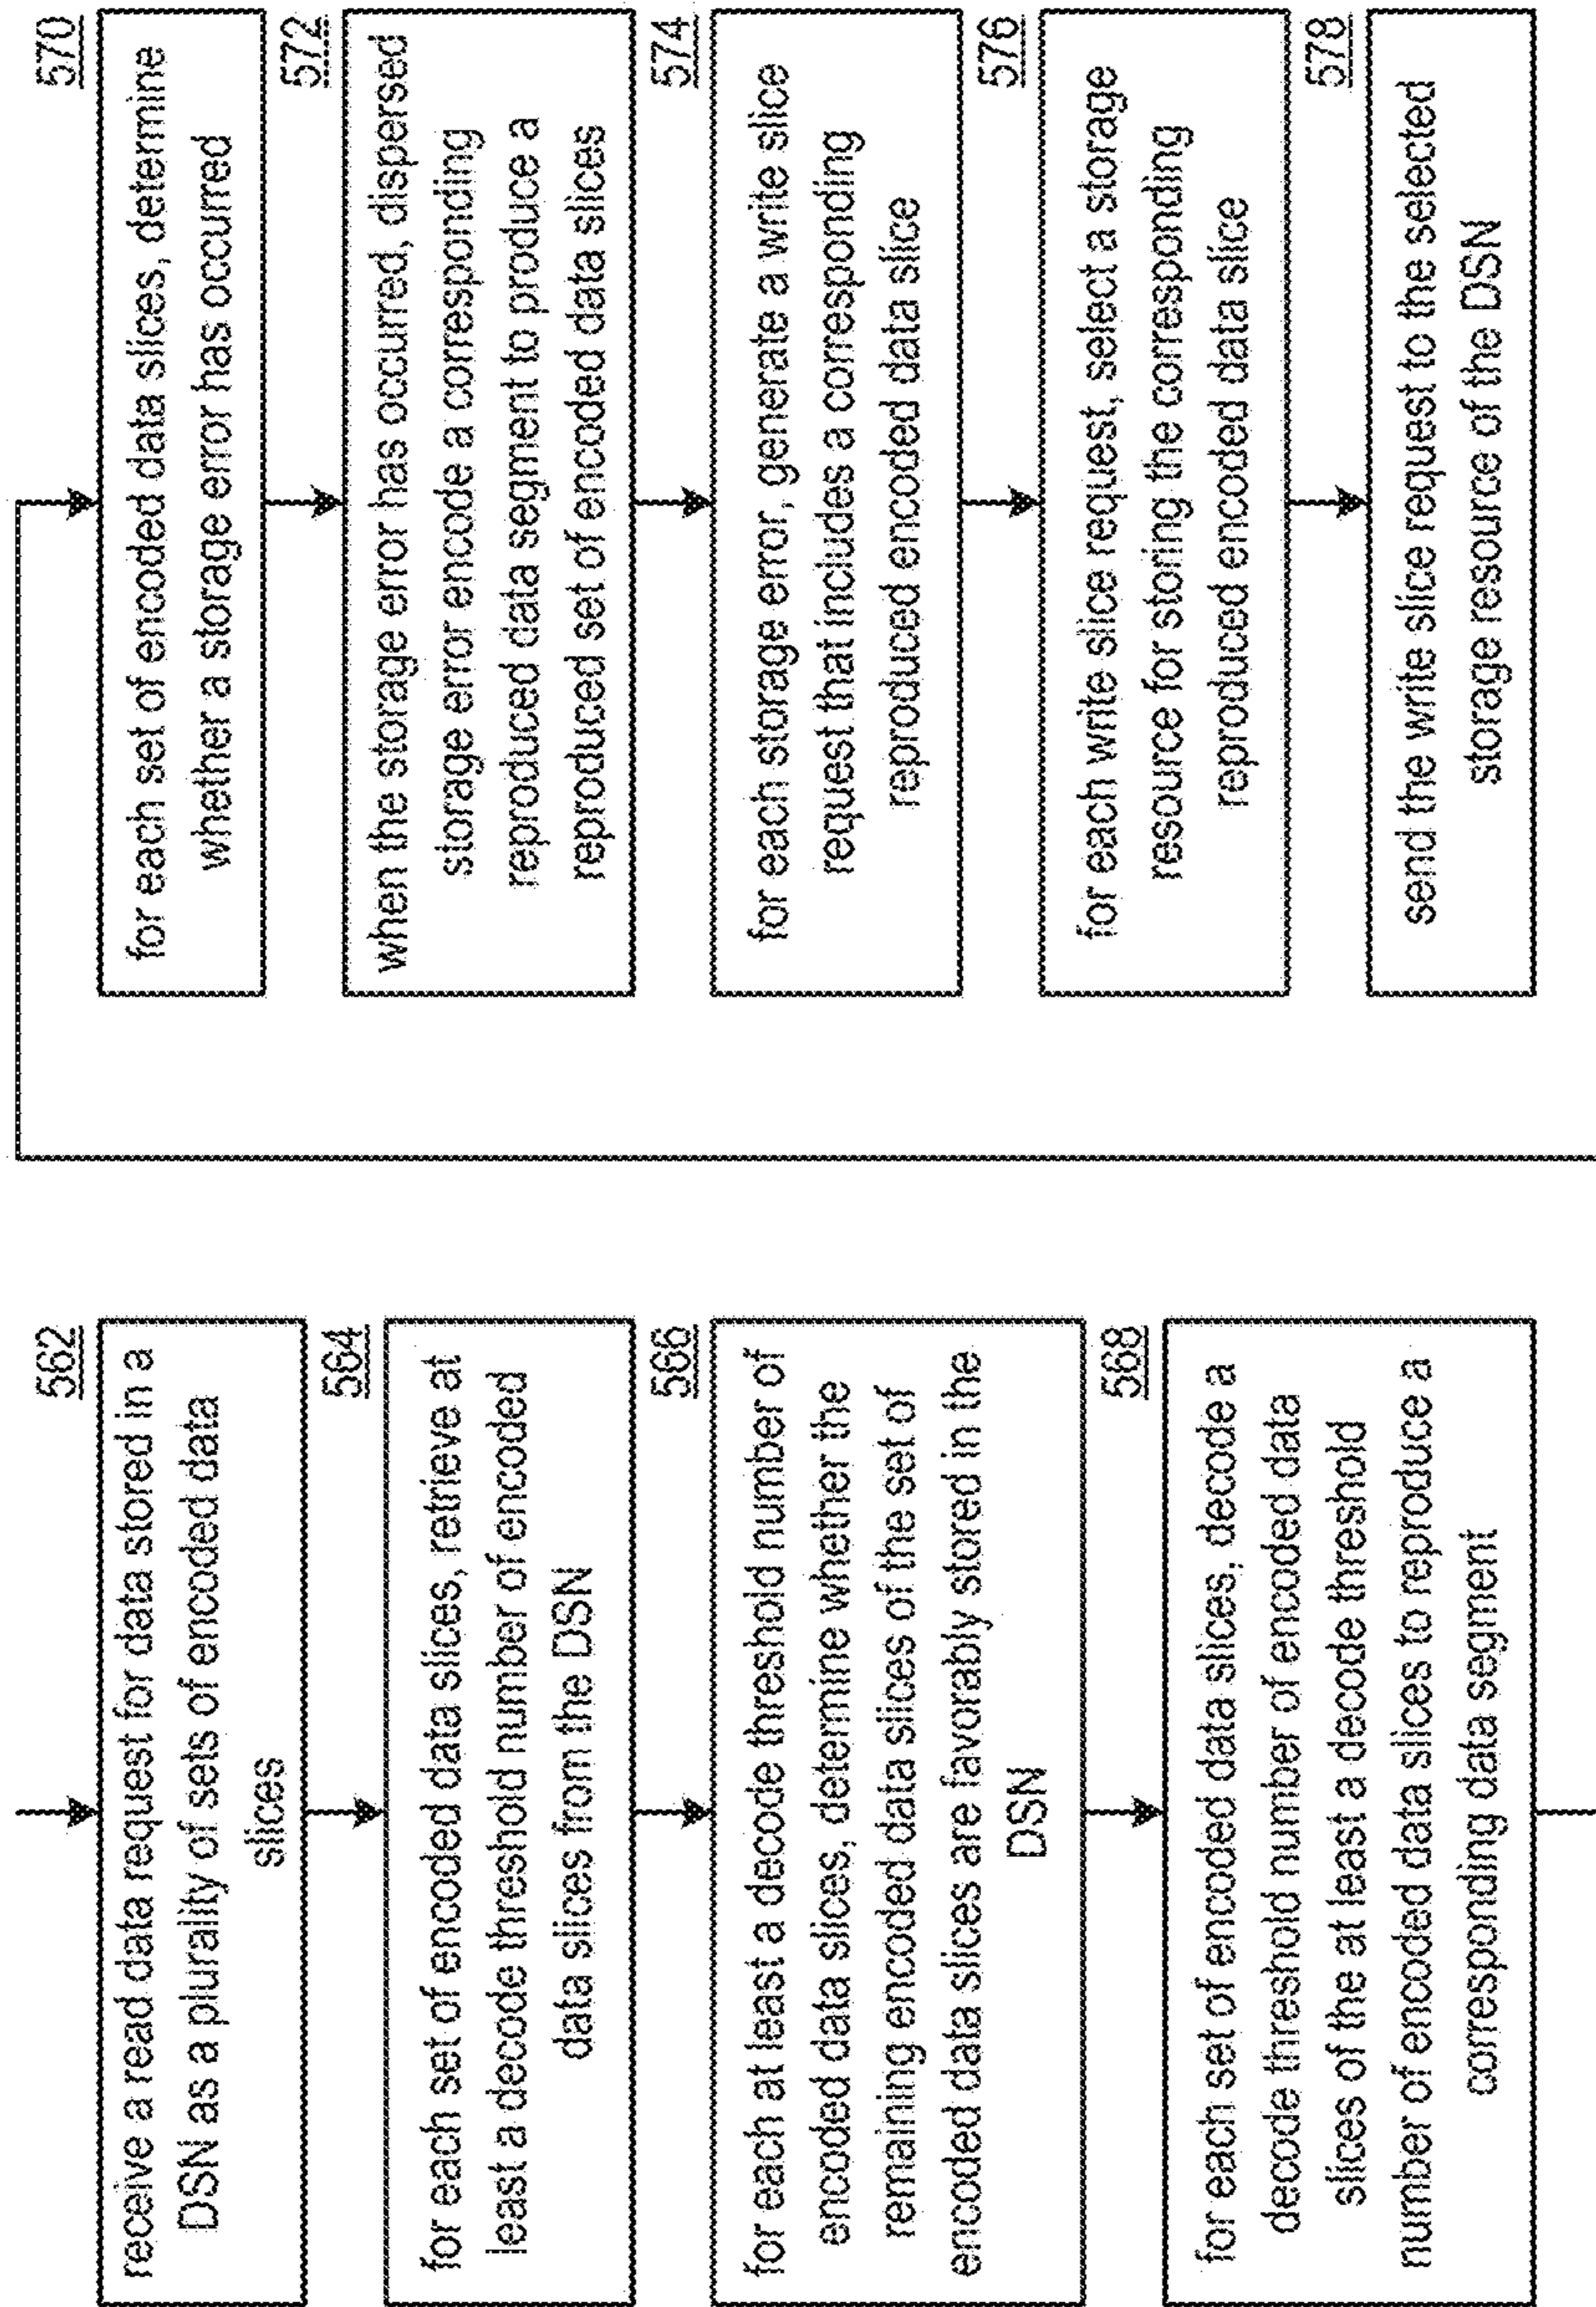 562
receive a read data request for data stored in a
DSN as a plurality of sets of encoded data
slices
564
for each set of encoded data slices, retrieve at
least a decode threshold number of encoded
data slices from the DSN
566
for each at least a decode threshold number of
encoded data slices, determine whether the
remaining encoded data slices of the set of
encoded data slices are favorably stored in the
DSN
568
for each set of encoded data slices, decode a
decode threshold number of encoded data
slices of the at least a decode threshold
number of encoded data slices to reproduce a
corresponding data segment
570
for each set of encoded data slices, determine
whether a storage error has occurred
572
when the storage error has occurred, dispersed
storage error encode a corresponding
reproduced data segment to produce a
reproduced set of encoded data slices
574
for each storage error, generate a write slice
request that includes a corresponding
reproduced encoded data slice
576
for each write slice request, select a storage
resource for storing the corresponding
reproduced encoded data slice
578
send the write slice request to the selected
storage resource of the DSN